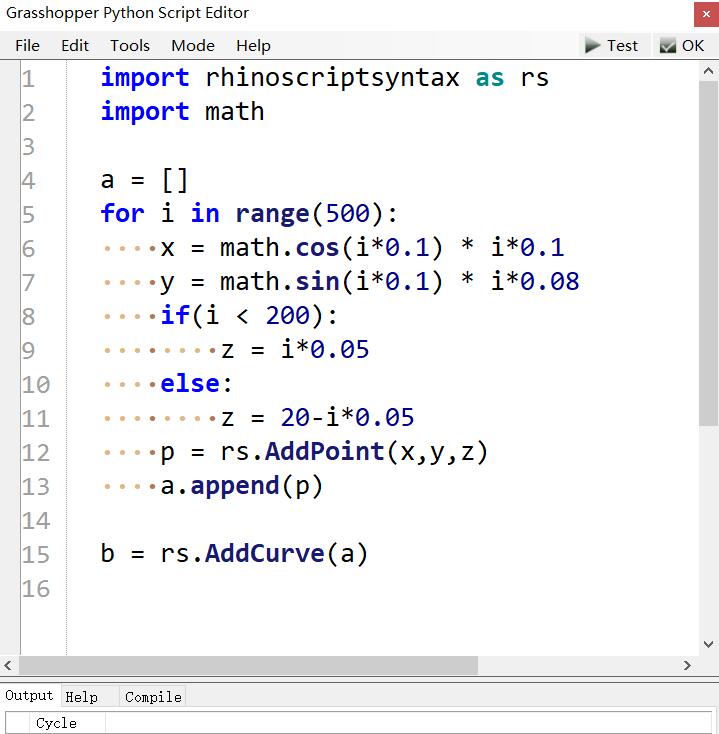 Grasshopper Python Script Editor
File Edit Tools Mode Help Test OK
1 import rhinoscriptsyntax as rs
2 import math
3
4 a = []
5 for i in range(500):
6 ····x = math.cos(i*0.1) * i*0.1
7 ····y = math.sin(i*0.1) * i*0.08
8 ····if(i < 200):
9 ········z = i*0.05
10 ····else:
11 ········z = 20-i*0.05
12 ····p = rs.AddPoint(x,y,z)
13 ····a.append(p)
14
15 b = rs.AddCurve(a)
16
Output Help Compile
Cycle